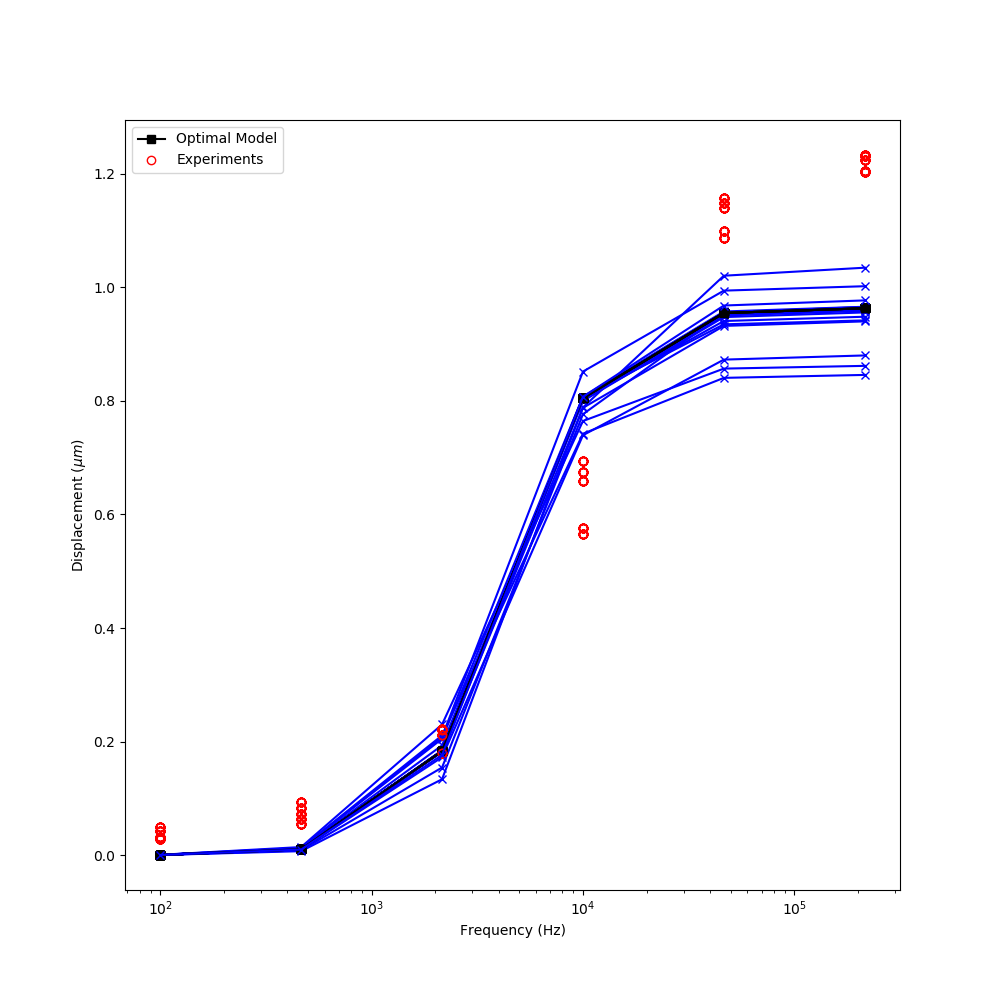 Optimal Model
Experiments
1.2
1.0
0.8
0.6
0.4
0.2
0.0
Displacement (μm)
10² 10³ 10⁴ 10⁵
Frequency (Hz)